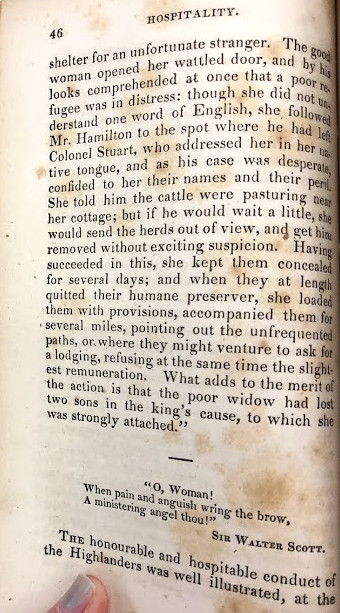 46
HOSPITALITY.
shelter for an unfortunate stranger. The good
woman opened her wattled door, and by his
looks comprehended at once that a poor re-
fugee was in distress: though she did not un-
derstand one word of English, she followed
Mr. Hamilton to the spot where he had left
Colonel Stuart, who addressed her in her na-
tive tongue, and as his case was desperate,
confided to her their names and their peril.
She told him the cattle were pasturing near
her cottage; but if he would wait a little, she
would send the herds out of view, and get him
removed without exciting suspicion. Having
succeeded in this, she kept them concealed
for several days; and when they at length
quitted their humane preserver, she loaded
them with provisions, accompanied them for
several miles, pointing out the unfrequented
paths, or where they might venture to ask for
a lodging, refusing at the same time the slight-
est remuneration. What adds to the merit of
the action is that the poor widow had lost
two sons in the king's cause, to which she
was strongly attached."
"O, Woman!
When pain and anguish wring the brow,
A ministering angel thou!"
SIR WALTER SCOTT.
THE honourable and hospitable conduct of
the Highlanders was well illustrated, at the